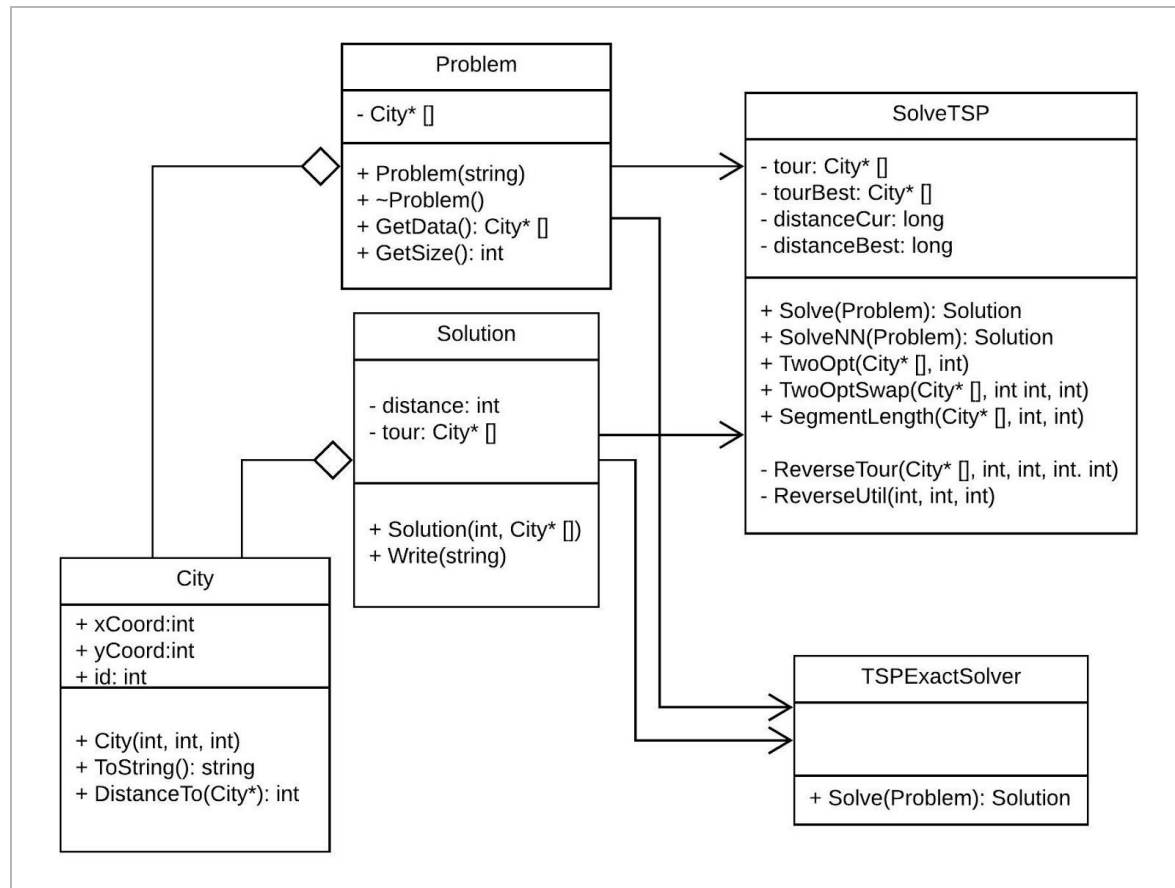 Problem
- City* []
+ Problem(string)
+ ~Problem()
+ GetData(): City* []
+ GetSize(): int
SolveTSP
- tour: City* []
- tourBest: City* []
- distanceCur: long
- distanceBest: long
+ Solve(Problem): Solution
+ SolveNN(Problem): Solution
+ TwoOpt(City* [], int)
+ TwoOptSwap(City* [], int int, int)
+ SegmentLength(City* [], int, int)
- ReverseTour(City* [], int, int, int. int)
- ReverseUtil(int, int, int)
Solution
- distance: int
- tour: City* []
+ Solution(int, City* [])
+ Write(string)
City
+ xCoord:int
+ yCoord:int
+ id: int
+ City(int, int, int)
+ ToString(): string
+ DistanceTo(City*): int
TSPExactSolver
+ Solve(Problem): Solution